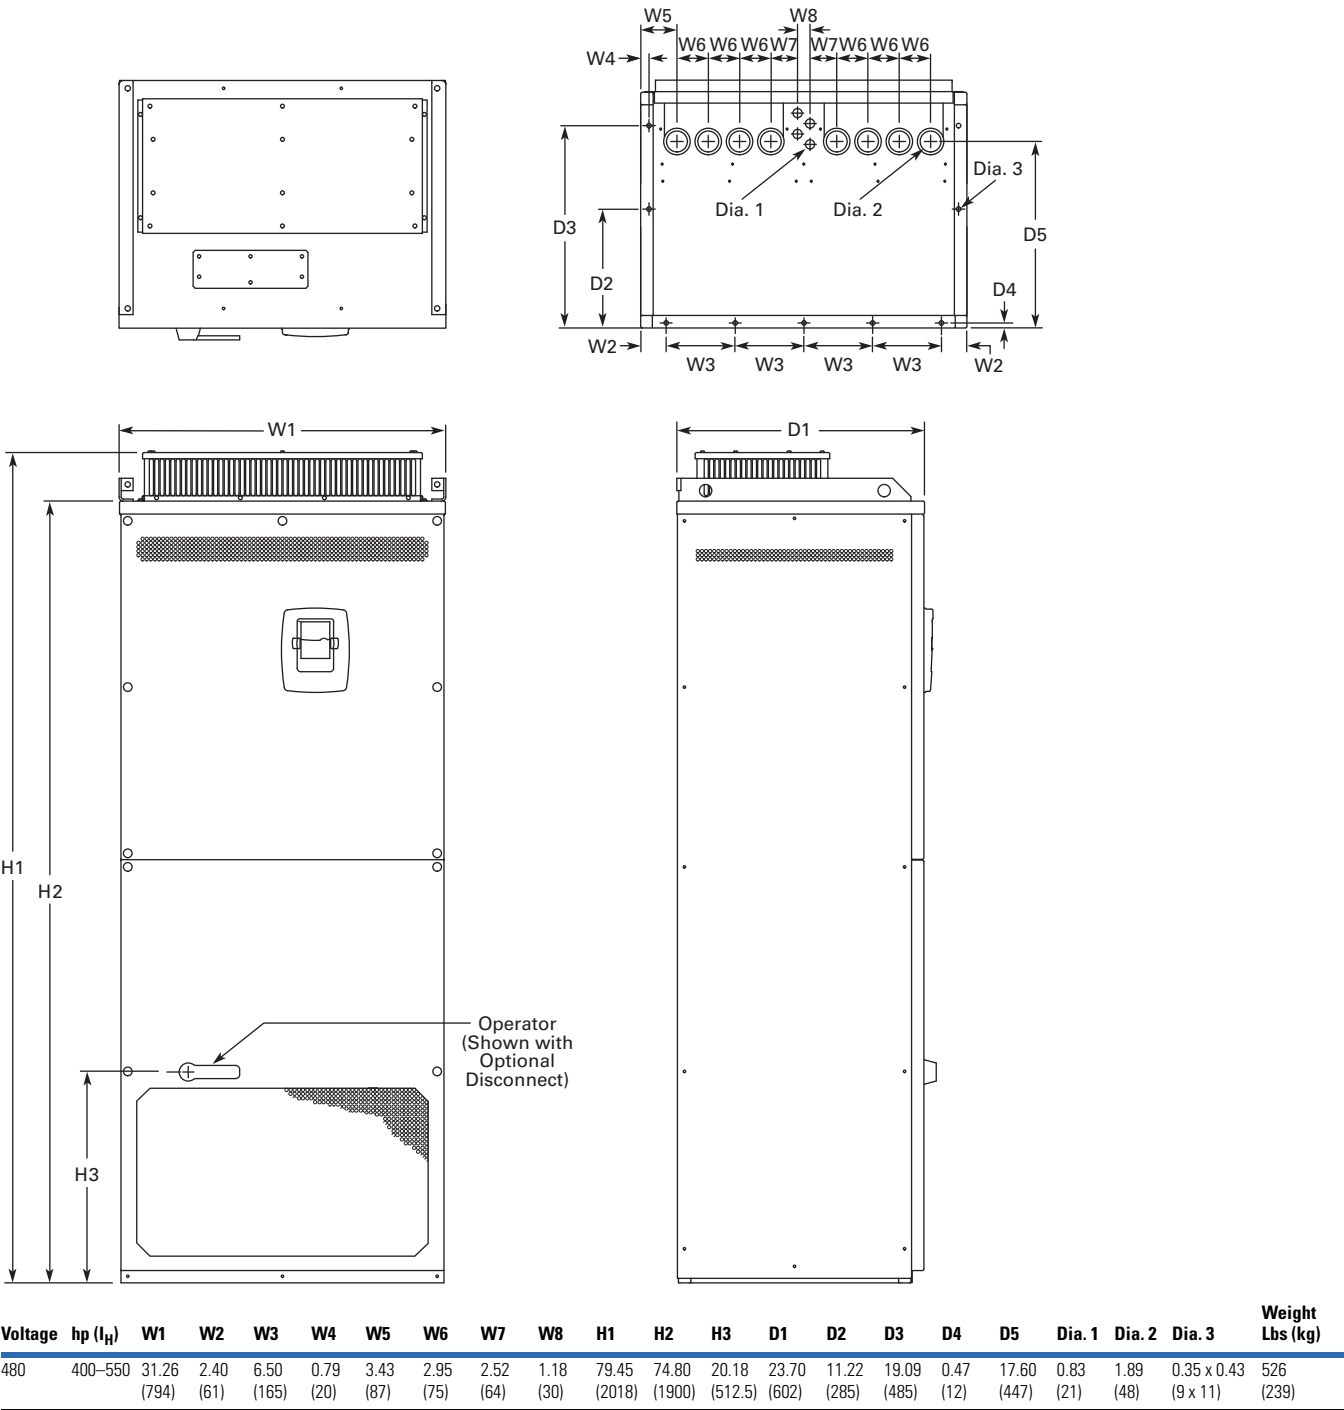 W5
W8
W6 W6 W6 W7 W7 W6 W6 W6
W4
Dia. 3
Dia. 1
Dia. 2
D3
D5
D2
D4
W2
W3 W3 W3 W3
W2
W1
D1
H1
H2
Operator
(Shown with
Optional
Disconnect)
H3
Weight
Voltage hp (IH) W1 W2 W3 W4 W5 W6 W7 W8 H1 H2 H3 D1 D2 D3 D4 D5 Dia. 1 Dia. 2 Dia. 3 Lbs (kg)
480 400–550 31.26 2.40 6.50 0.79 3.43 2.95 2.52 1.18 79.45 74.80 20.18 23.70 11.22 19.09 0.47 17.60 0.83 1.89 0.35 x 0.43 526
(794) (61) (165) (20) (87) (75) (64) (30) (2018) (1900) (512.5) (602) (285) (485) (12) (447) (21) (48) (9 x 11) (239)